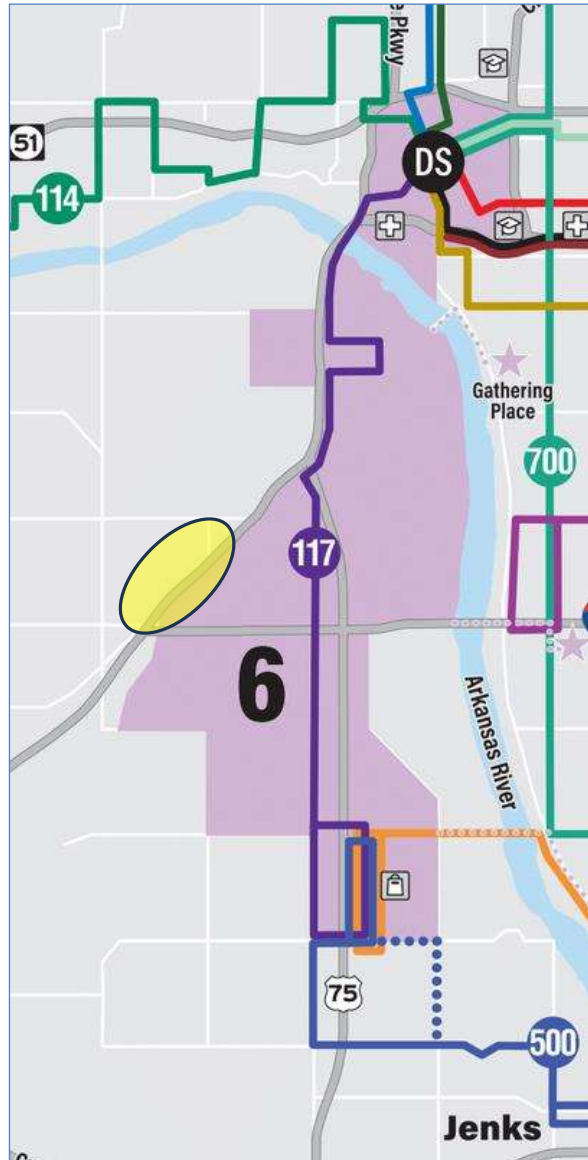 Pkwy
51
DS
114
Gathering
Place
700
117
6
Arkansas River
75
500
Jenks